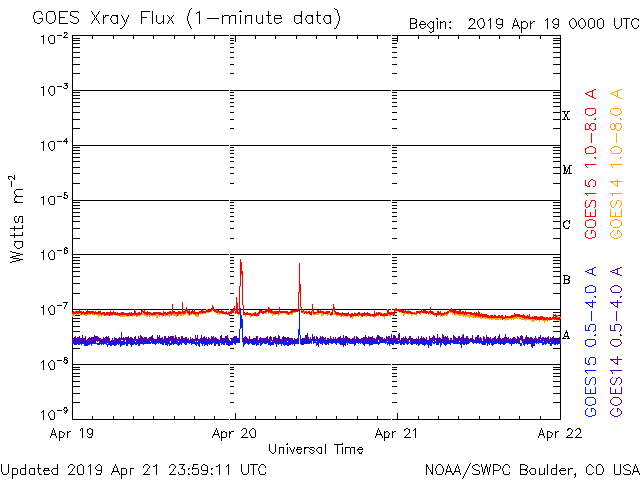 GOES Xray Flux (1-minute data)
Begin: 2019 Apr 19 0000 UTC
10⁻²
10⁻³
10⁻⁴
10⁻⁵
10⁻⁶
10⁻⁷
10⁻⁸
10⁻⁹
Watts m⁻²
X
M
C
B
A
GOES15 1.0-8.0 A
GOES14 1.0-8.0 A
GOES15 0.5-4.0 A
GOES14 0.5-4.0 A
Apr 19 Apr 20 Apr 21 Apr 22
Universal Time
Updated 2019 Apr 21 23:59:11 UTC NOAA/SWPC Boulder, CO USA